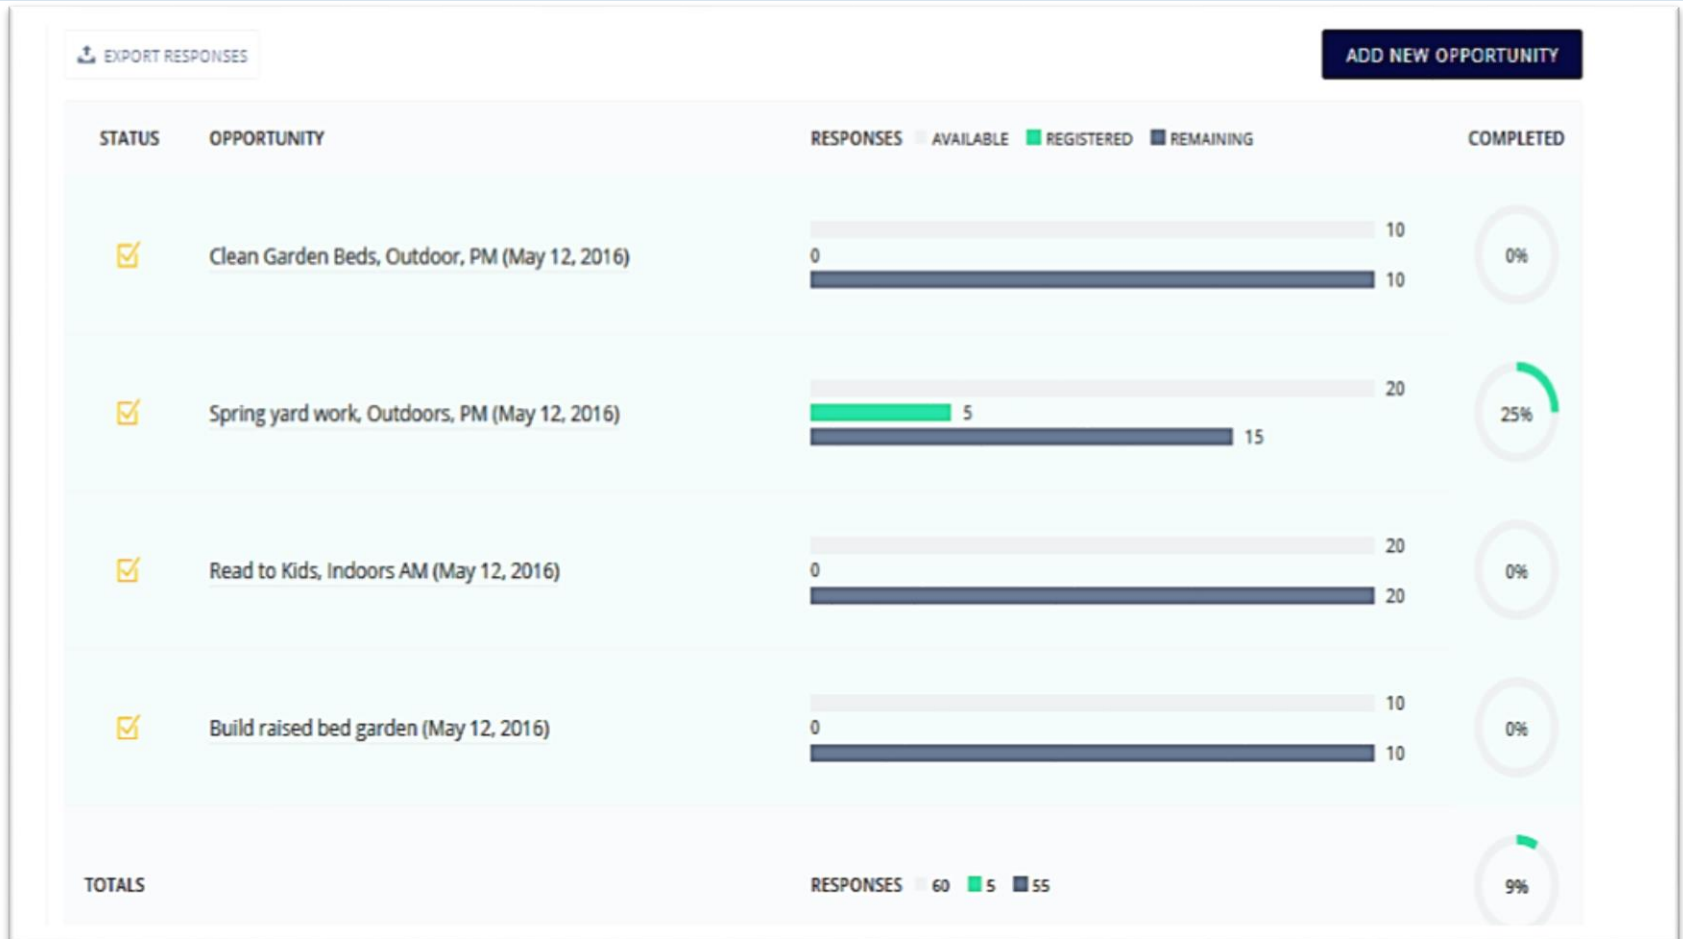 EXPORT RESPONSES
ADD NEW OPPORTUNITY
STATUS OPPORTUNITY RESPONSES AVAILABLE REGISTERED REMAINING COMPLETED
10
Clean Garden Beds, Outdoor, PM (May 12, 2016) 0 0%
10
20
Spring yard work, Outdoors, PM (May 12, 2016) 5 25%
15
20
Read to Kids, Indoors AM (May 12, 2016) 0 0%
20
10
Build raised bed garden (May 12, 2016) 0 0%
10
TOTALS RESPONSES 60 5 55 9%